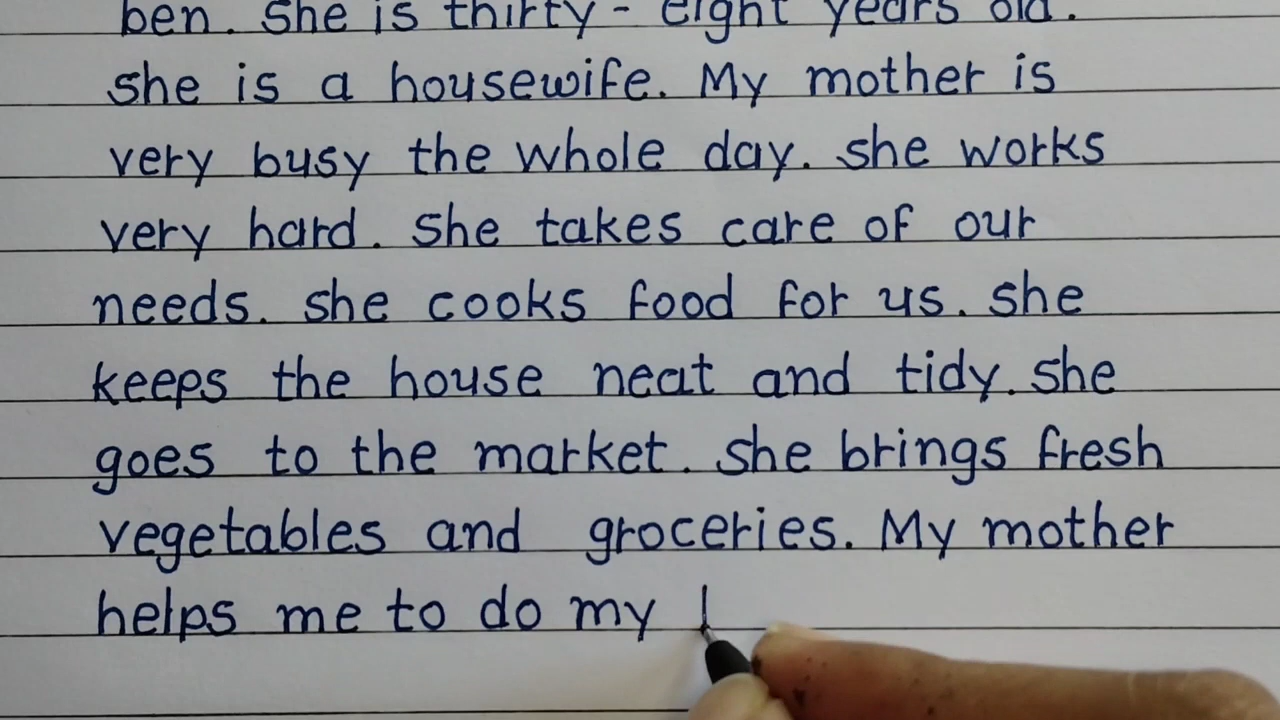 ben. She is thirty - eight years old.
she is a housewife. My mother is
very busy the whole day. she works
very hard. she takes care of our
needs. she cooks food for us. she
keeps the house neat and tidy. she
goes to the market. she brings fresh
vegetables and groceries. My mother
helps me to do my